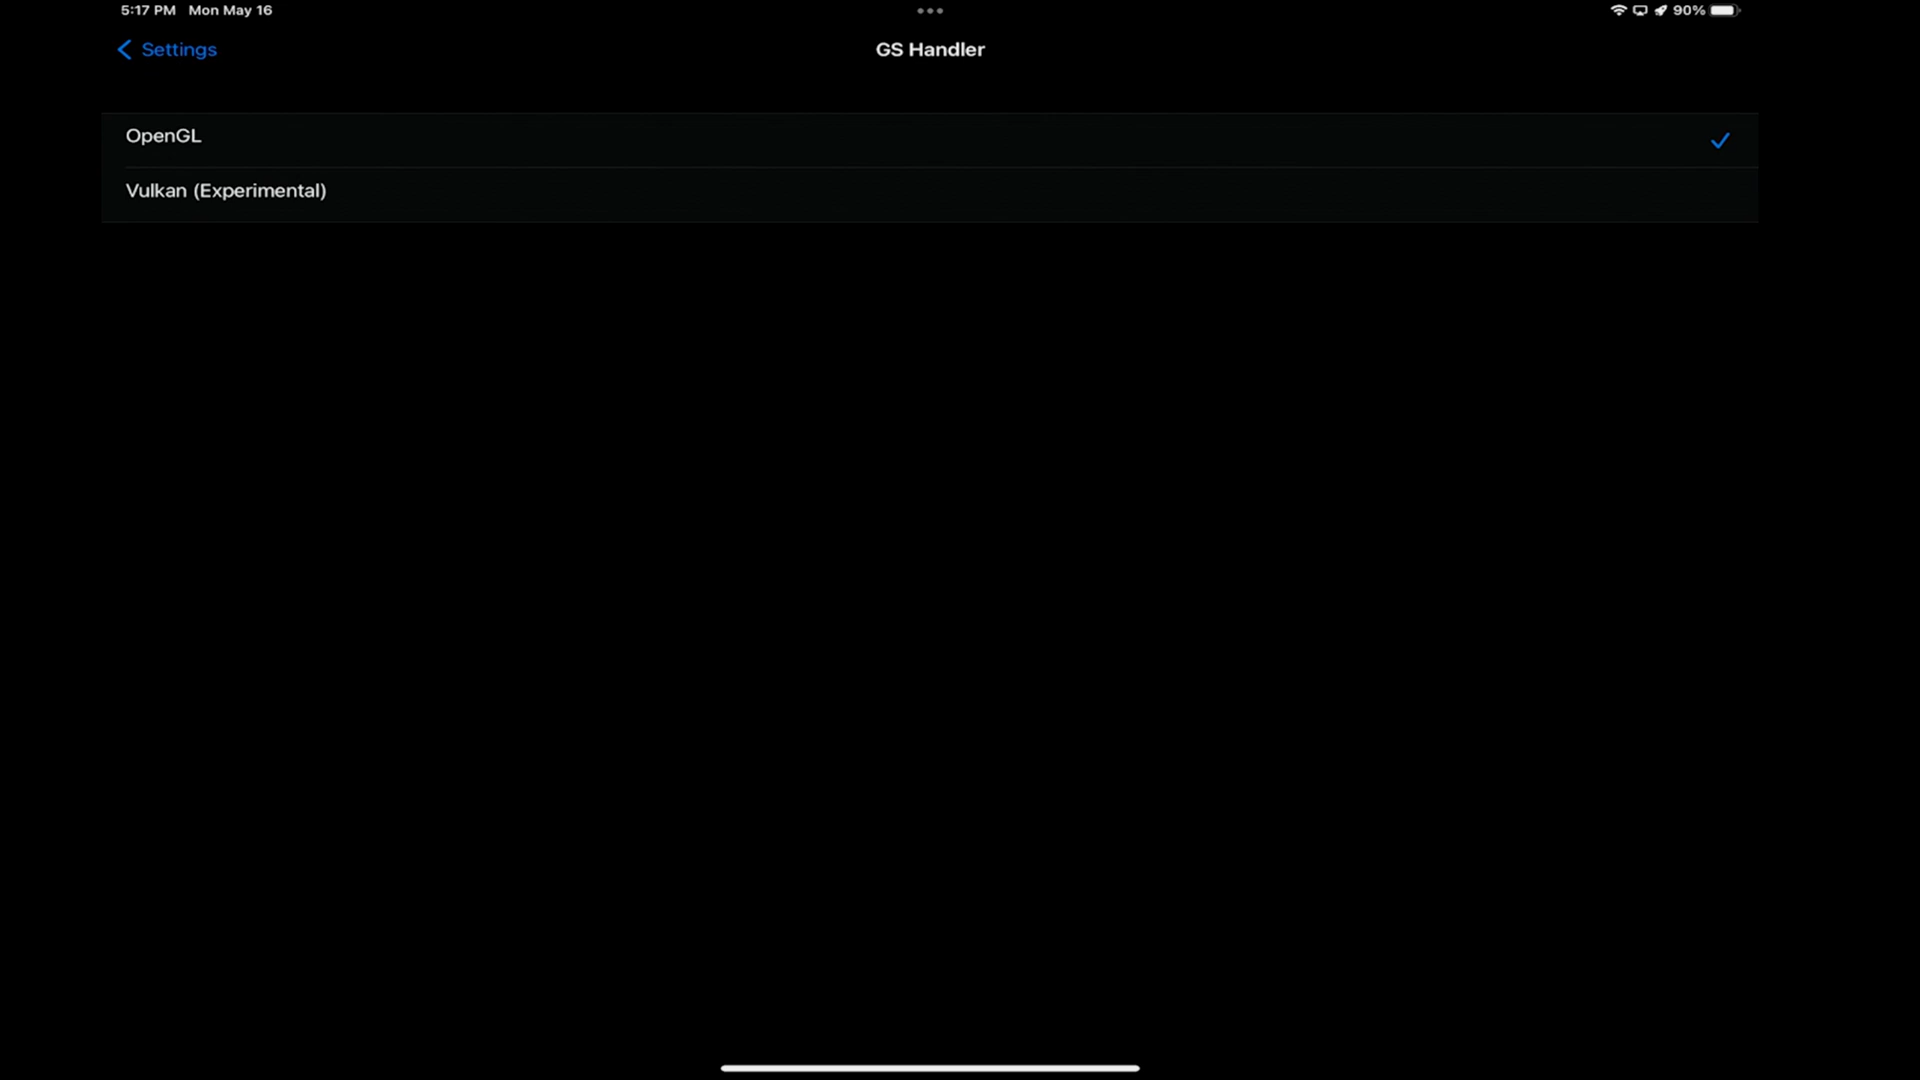 5:17 PM Mon May 16
90%
Settings
GS Handler
OpenGL
Vulkan (Experimental)